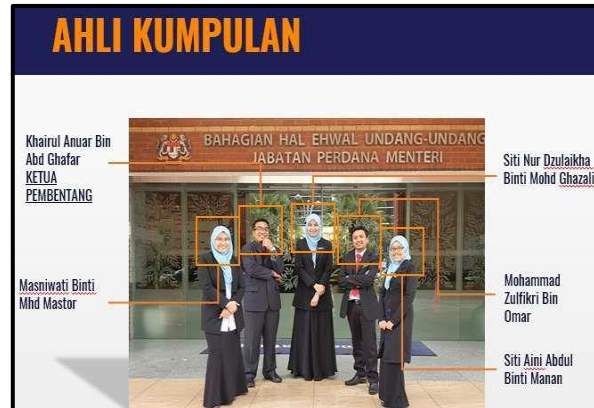 AHLI KUMPULAN
BAHAGIAN HAL EHWAL UNDANG-UNDANG
JABATAN PERDANA MENTERI
Khairul Anuar Bin
Abd Ghafar
KETUA
PEMBENTANG
Masniwati Binti
Mhd Mastor
Siti Nur Dzulaikha
Binti Mohd Ghazali
Mohammad
Zulfikri Bin
Omar
Siti Aini Abdul
Binti Manan